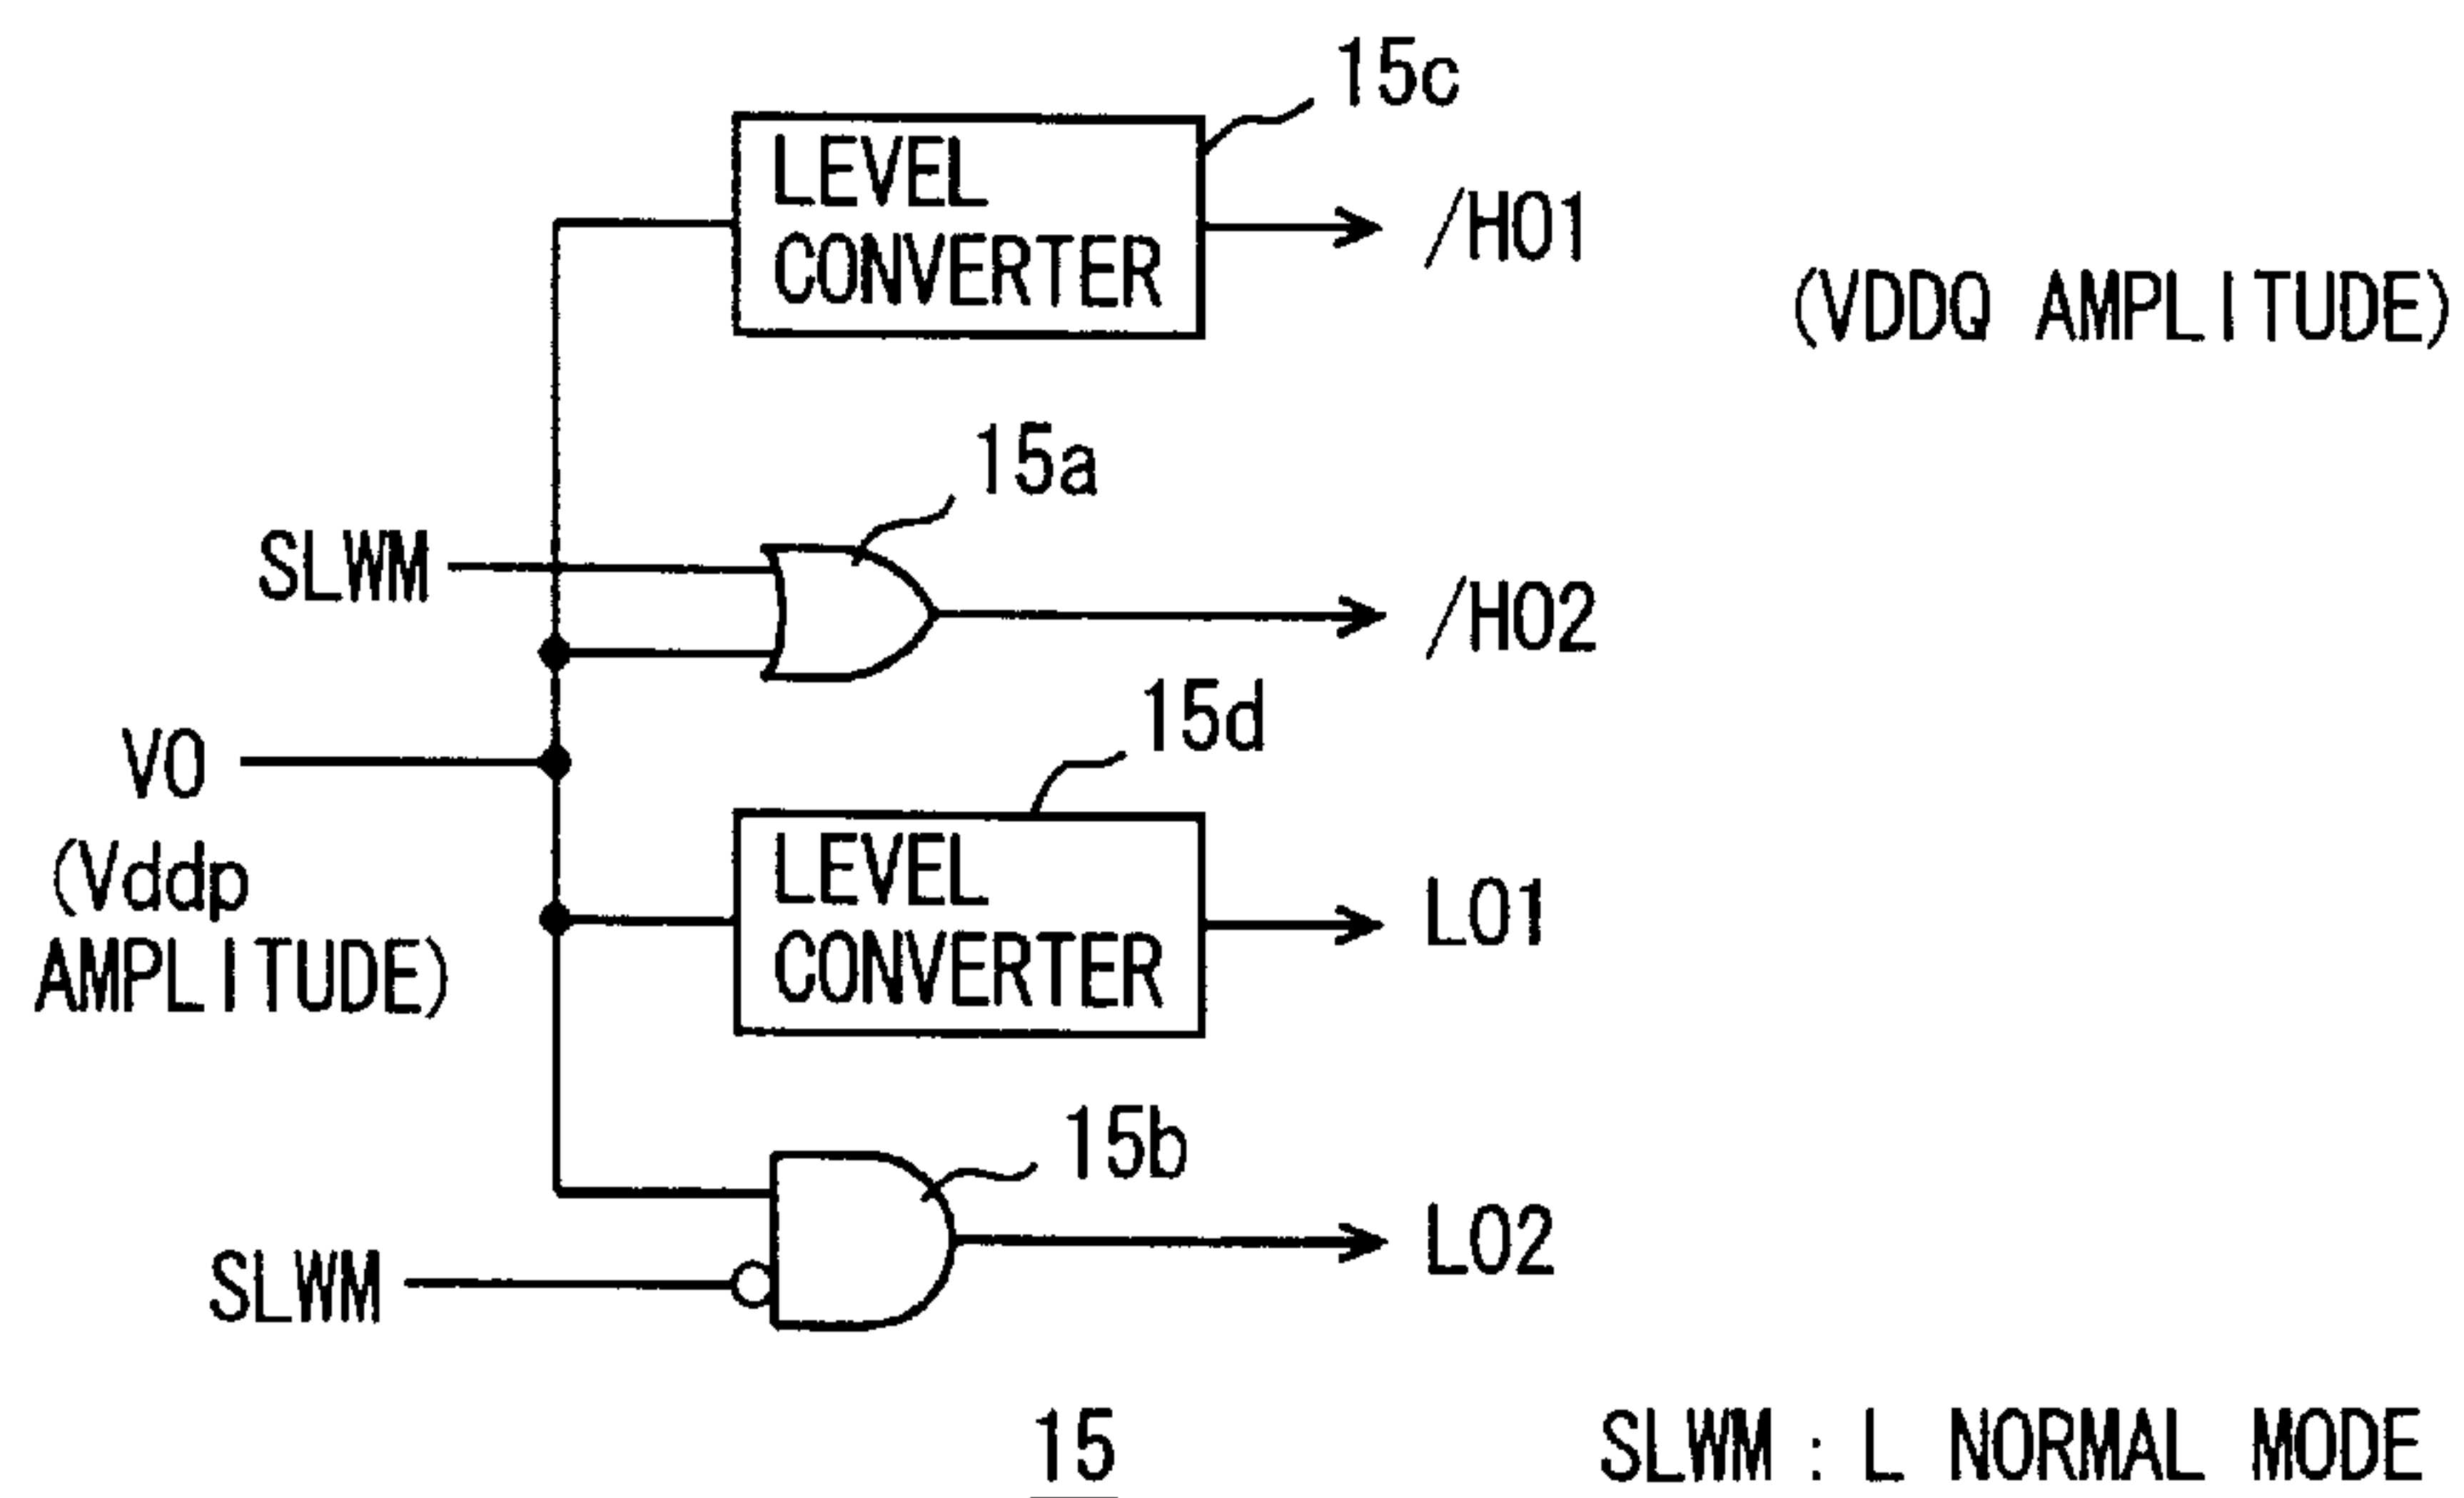 15c
LEVEL
CONVERTER
/HO1
(VDDQ AMPLITUDE)
15a
SLWM
/HO2
15d
VO
(Vddp
AMPLITUDE)
LEVEL
CONVERTER
LO1
15b
SLWM
LO2
15
SLWM : L NORMAL MODE